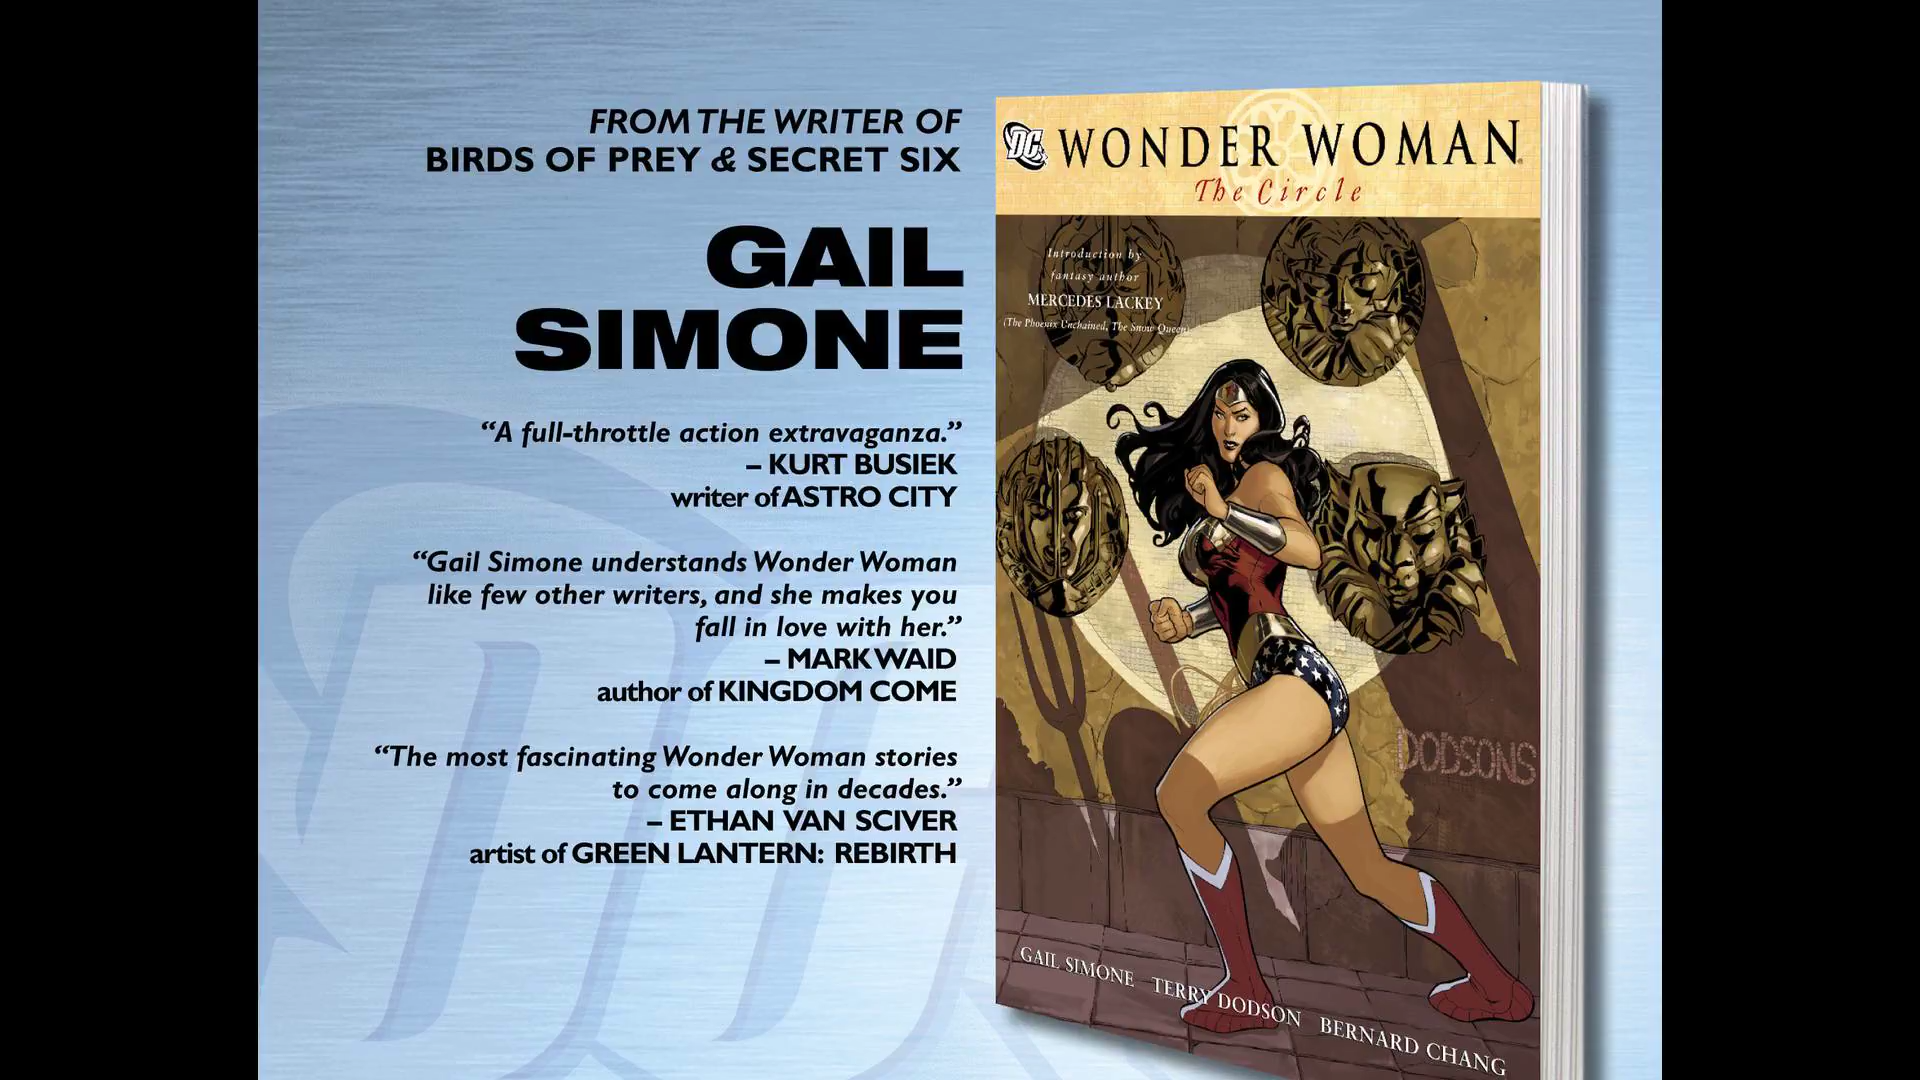 FROM THE WRITER OF
BIRDS OF PREY & SECRET SIX
GAIL
SIMONE
“A full-throttle action extravaganza.”
– KURT BUSIEK
writer of ASTRO CITY
“Gail Simone understands Wonder Woman
like few other writers, and she makes you
fall in love with her.”
– MARK WAID
author of KINGDOM COME
“The most fascinating Wonder Woman stories
to come along in decades.”
– ETHAN VAN SCIVER
artist of GREEN LANTERN: REBIRTH
DC
WONDER WOMAN
The Circle
Introduction by
fantasy author
MERCEDES LACKEY
(The Phoenix Unchained, The Snow Queen)
DODSONS
GAIL SIMONE TERRY DODSON BERNARD CHANG